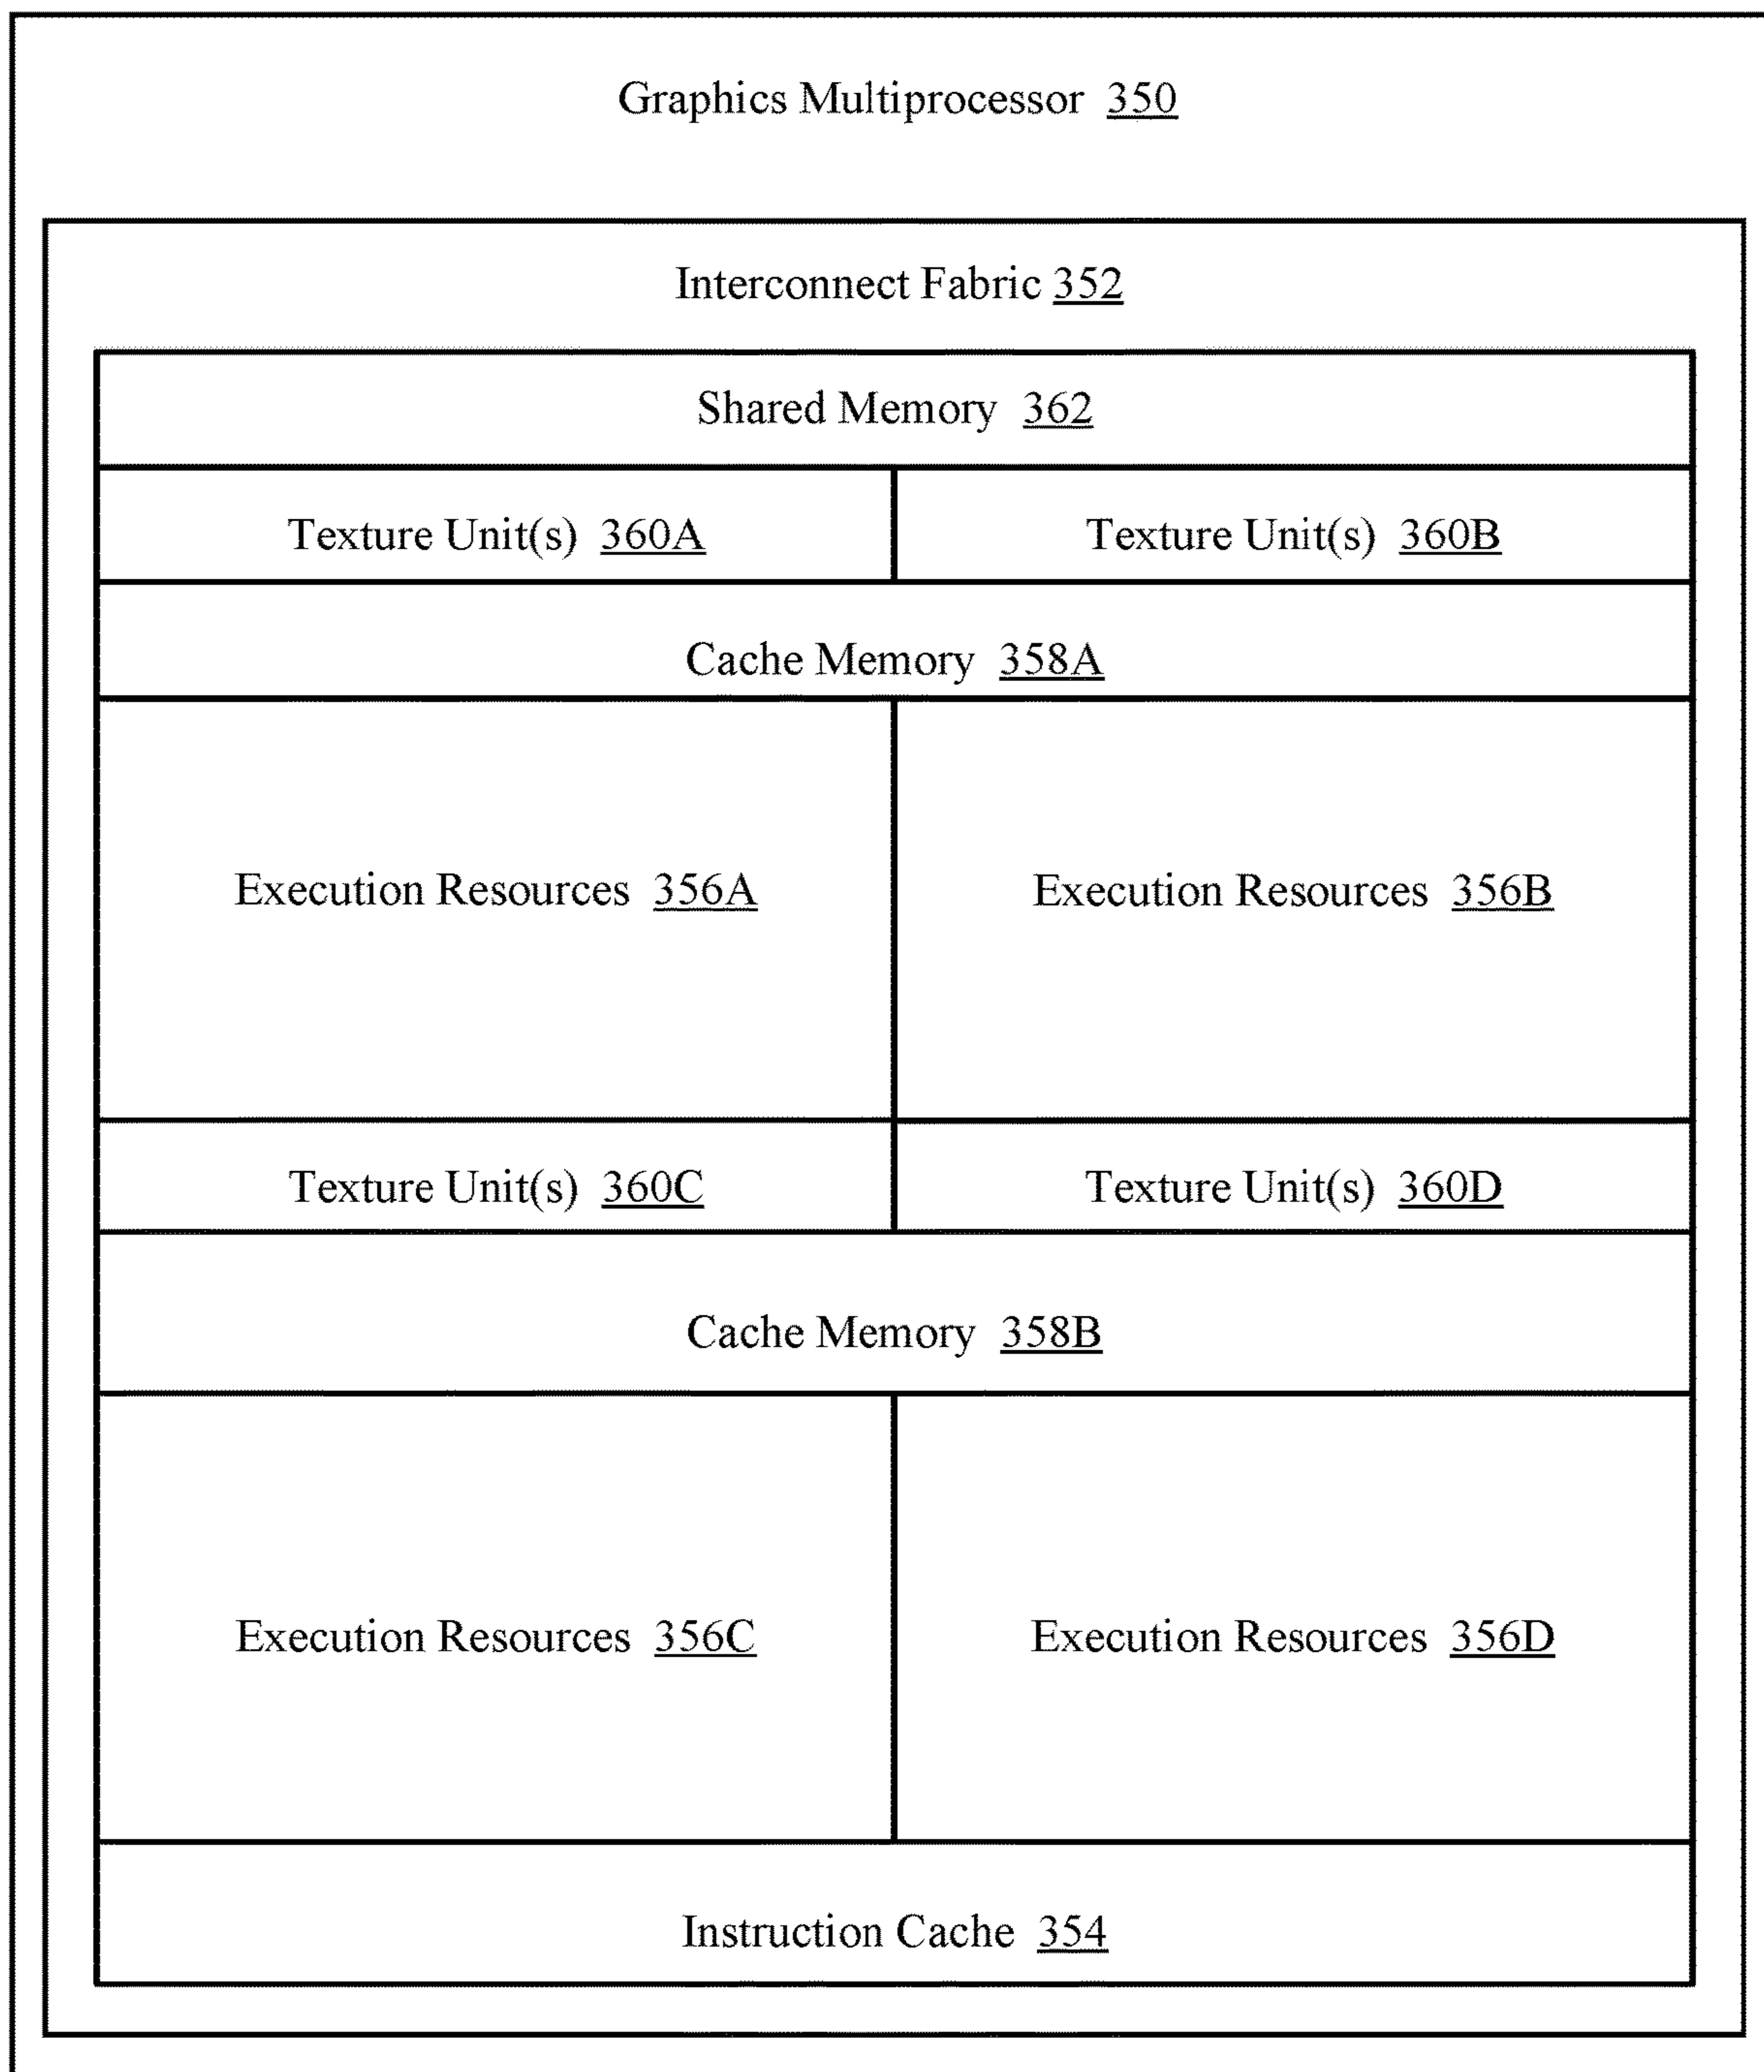 Graphics Multiprocessor 350
Interconnect Fabric 352
Shared Memory 362
Texture Unit(s) 360A
Texture Unit(s) 360B
Cache Memory 358A
Execution Resources 356A
Execution Resources 356B
Texture Unit(s) 360C
Texture Unit(s) 360D
Cache Memory 358B
Execution Resources 356C
Execution Resources 356D
Instruction Cache 354